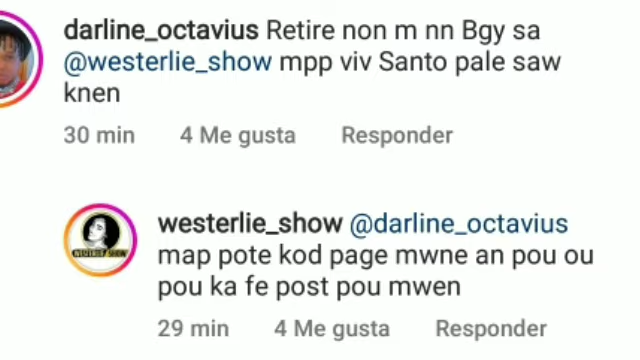 darline_octavius Retire non m nn Bgy sa
@westerlie_show mpp viv Santo pale saw
knen
30 min 4 Me gusta Responder
westerlie_show @darline_octavius
map pote kod page mwne an pou ou
pou ka fe post pou mwen
29 min 4 Me gusta Responder
WESTERLIE SHOW